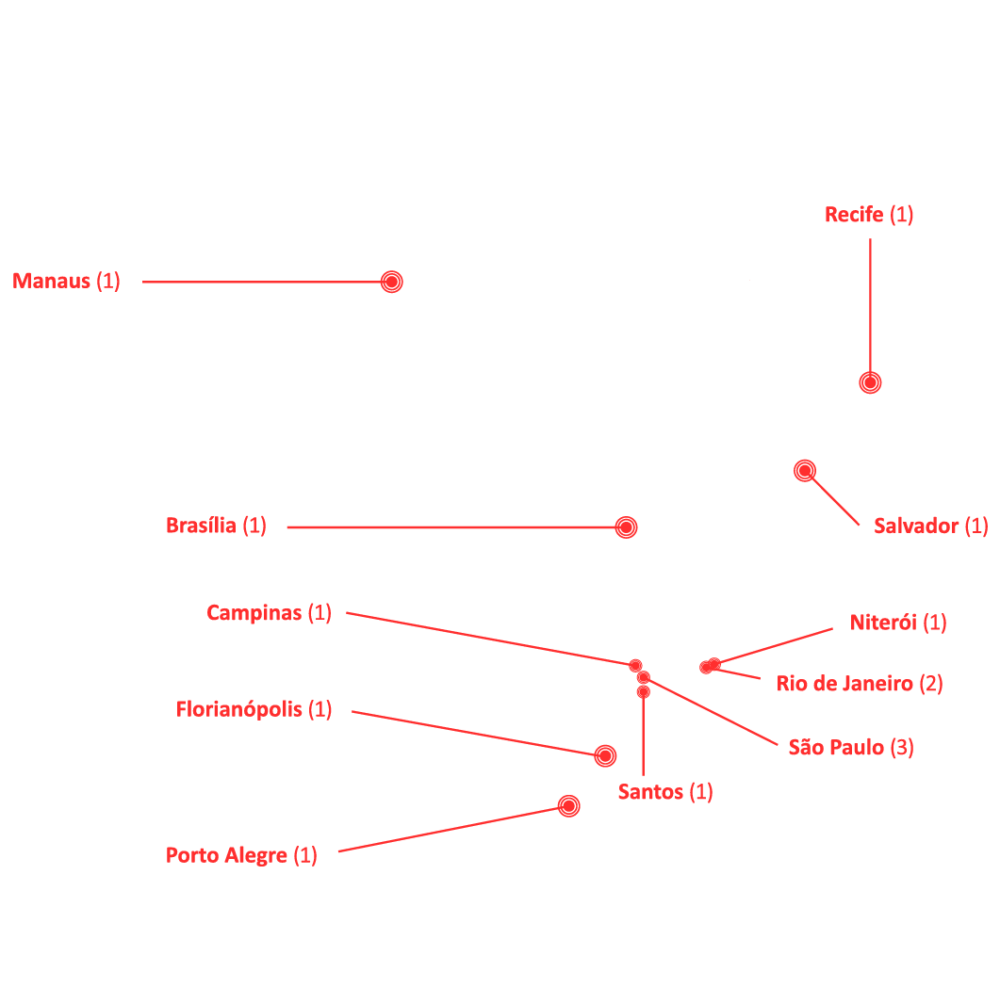 Recife (1)
Manaus (1)
Brasília (1)
Salvador (1)
Campinas (1)
Niterói (1)
Rio de Janeiro (2)
Florianópolis (1)
São Paulo (3)
Santos (1)
Porto Alegre (1)